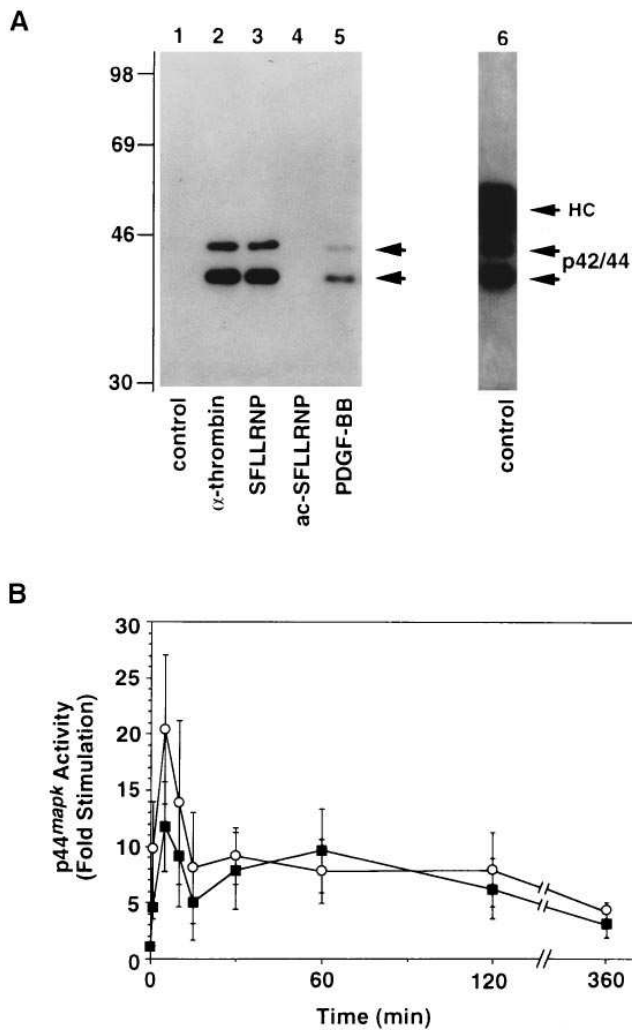 A
1 2 3 4 5 6
98
69
46
30
HC
p42/44
control
α-thrombin
SFLLRNP
ac-SFLLRNP
PDGF-BB
control
B
p44mapk Activity
(Fold Stimulation)
30
25
20
15
10
5
0
0 60 120 360
Time (min)